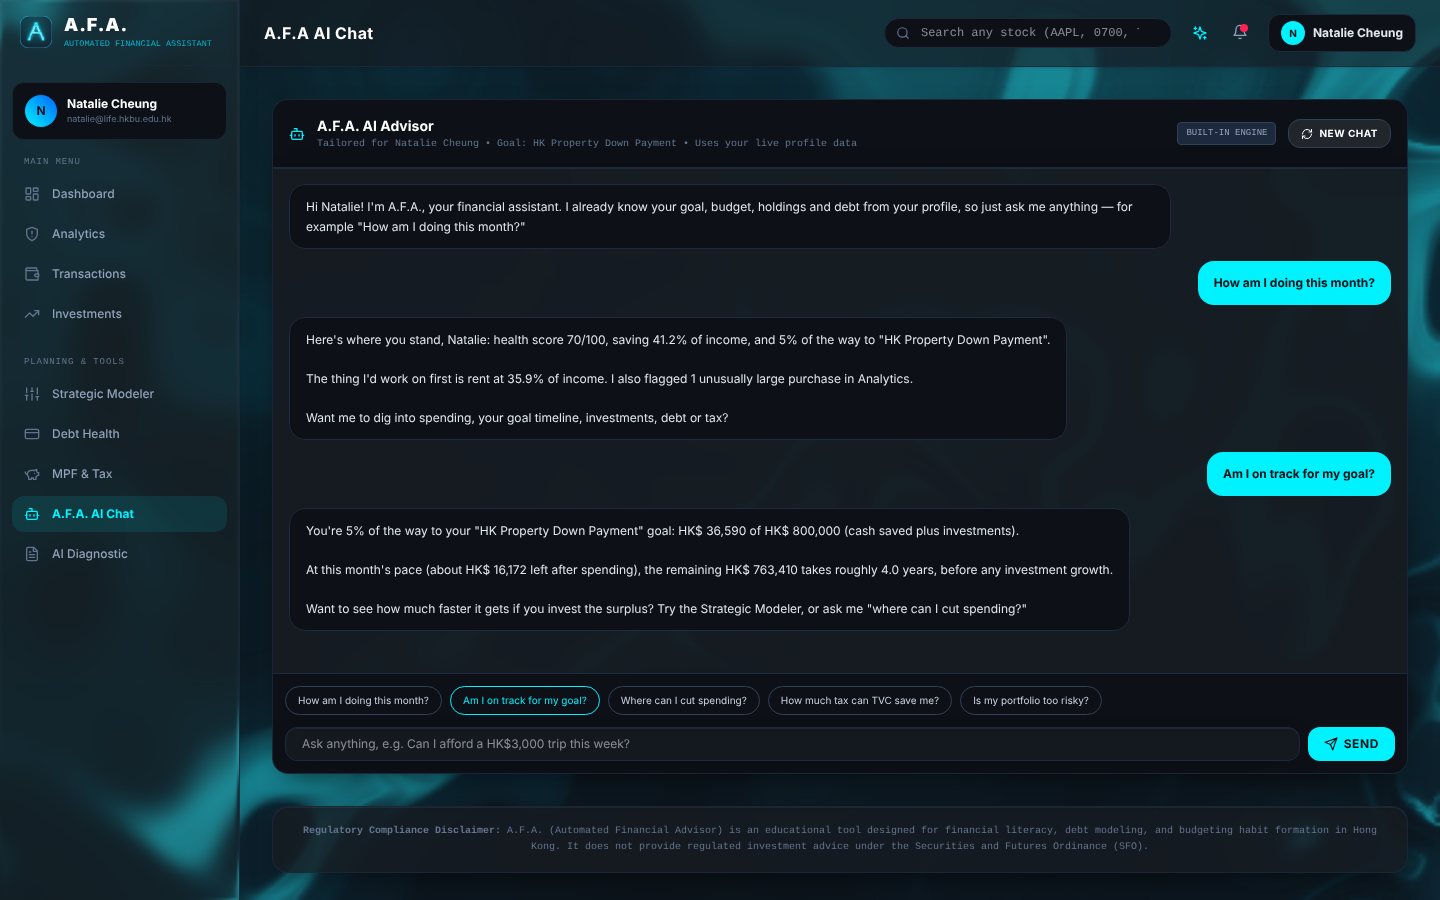 A.F.A.
AUTOMATED FINANCIAL ASSISTANT
A.F.A AI Chat
Search any stock (AAPL, 0700,
N
Natalie Cheung
N
Natalie Cheung
natalie@life.hkbu.edu.hk
MAIN MENU
Dashboard
Analytics
Transactions
Investments
PLANNING & TOOLS
Strategic Modeler
Debt Health
MPF & Tax
A.F.A. AI Chat
AI Diagnostic
A.F.A. AI Advisor
Tailored for Natalie Cheung • Goal: HK Property Down Payment • Uses your live profile data
BUILT-IN ENGINE
NEW CHAT
Hi Natalie! I'm A.F.A., your financial assistant. I already know your goal, budget, holdings and debt from your profile, so just ask me anything — for
example "How am I doing this month?"
How am I doing this month?
Here's where you stand, Natalie: health score 70/100, saving 41.2% of income, and 5% of the way to "HK Property Down Payment".
The thing I'd work on first is rent at 35.9% of income. I also flagged 1 unusually large purchase in Analytics.
Want me to dig into spending, your goal timeline, investments, debt or tax?
Am I on track for my goal?
You're 5% of the way to your "HK Property Down Payment" goal: HK$ 36,590 of HK$ 800,000 (cash saved plus investments).
At this month's pace (about HK$ 16,172 left after spending), the remaining HK$ 763,410 takes roughly 4.0 years, before any investment growth.
Want to see how much faster it gets if you invest the surplus? Try the Strategic Modeler, or ask me "where can I cut spending?"
How am I doing this month?
Am I on track for my goal?
Where can I cut spending?
How much tax can TVC save me?
Is my portfolio too risky?
Ask anything, e.g. Can I afford a HK$3,000 trip this week?
SEND
Regulatory Compliance Disclaimer: A.F.A. (Automated Financial Advisor) is an educational tool designed for financial literacy, debt modeling, and budgeting habit formation in Hong
Kong. It does not provide regulated investment advice under the Securities and Futures Ordinance (SFO).